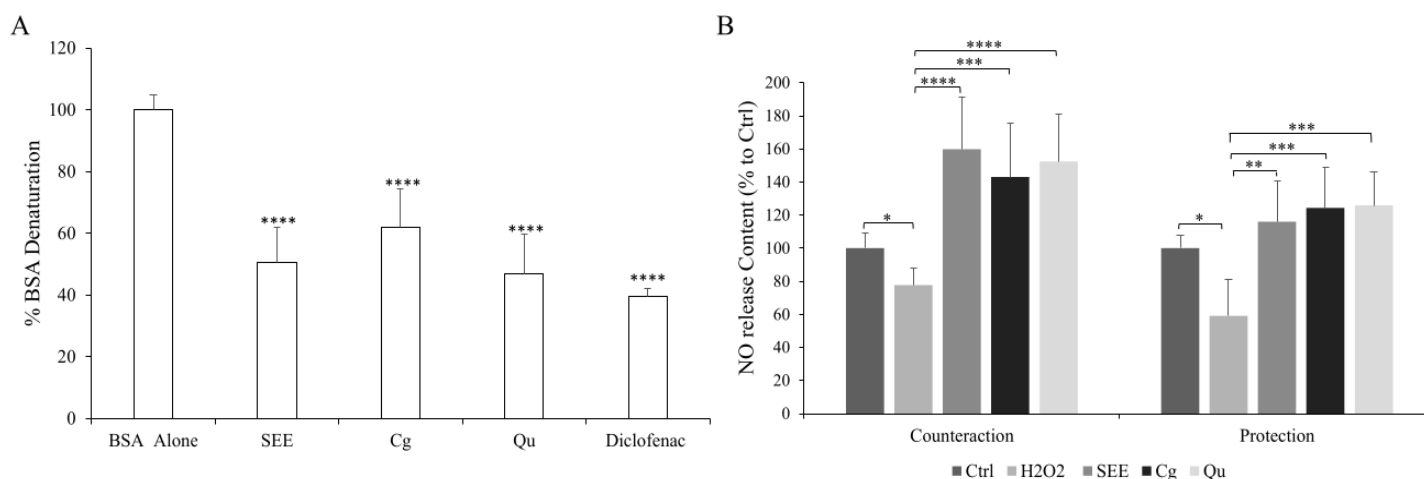 A
% BSA Denaturation
120
100
80
60
40
20
0
****
****
****
****
BSA Alone
SEE
Cg
Qu
Diclofenac
B
NO release Content (% to Ctrl)
200
180
160
140
120
100
80
60
40
20
0
****
***
****
*
***
***
**
*
Counteraction
Protection
Ctrl H2O2 SEE Cg Qu